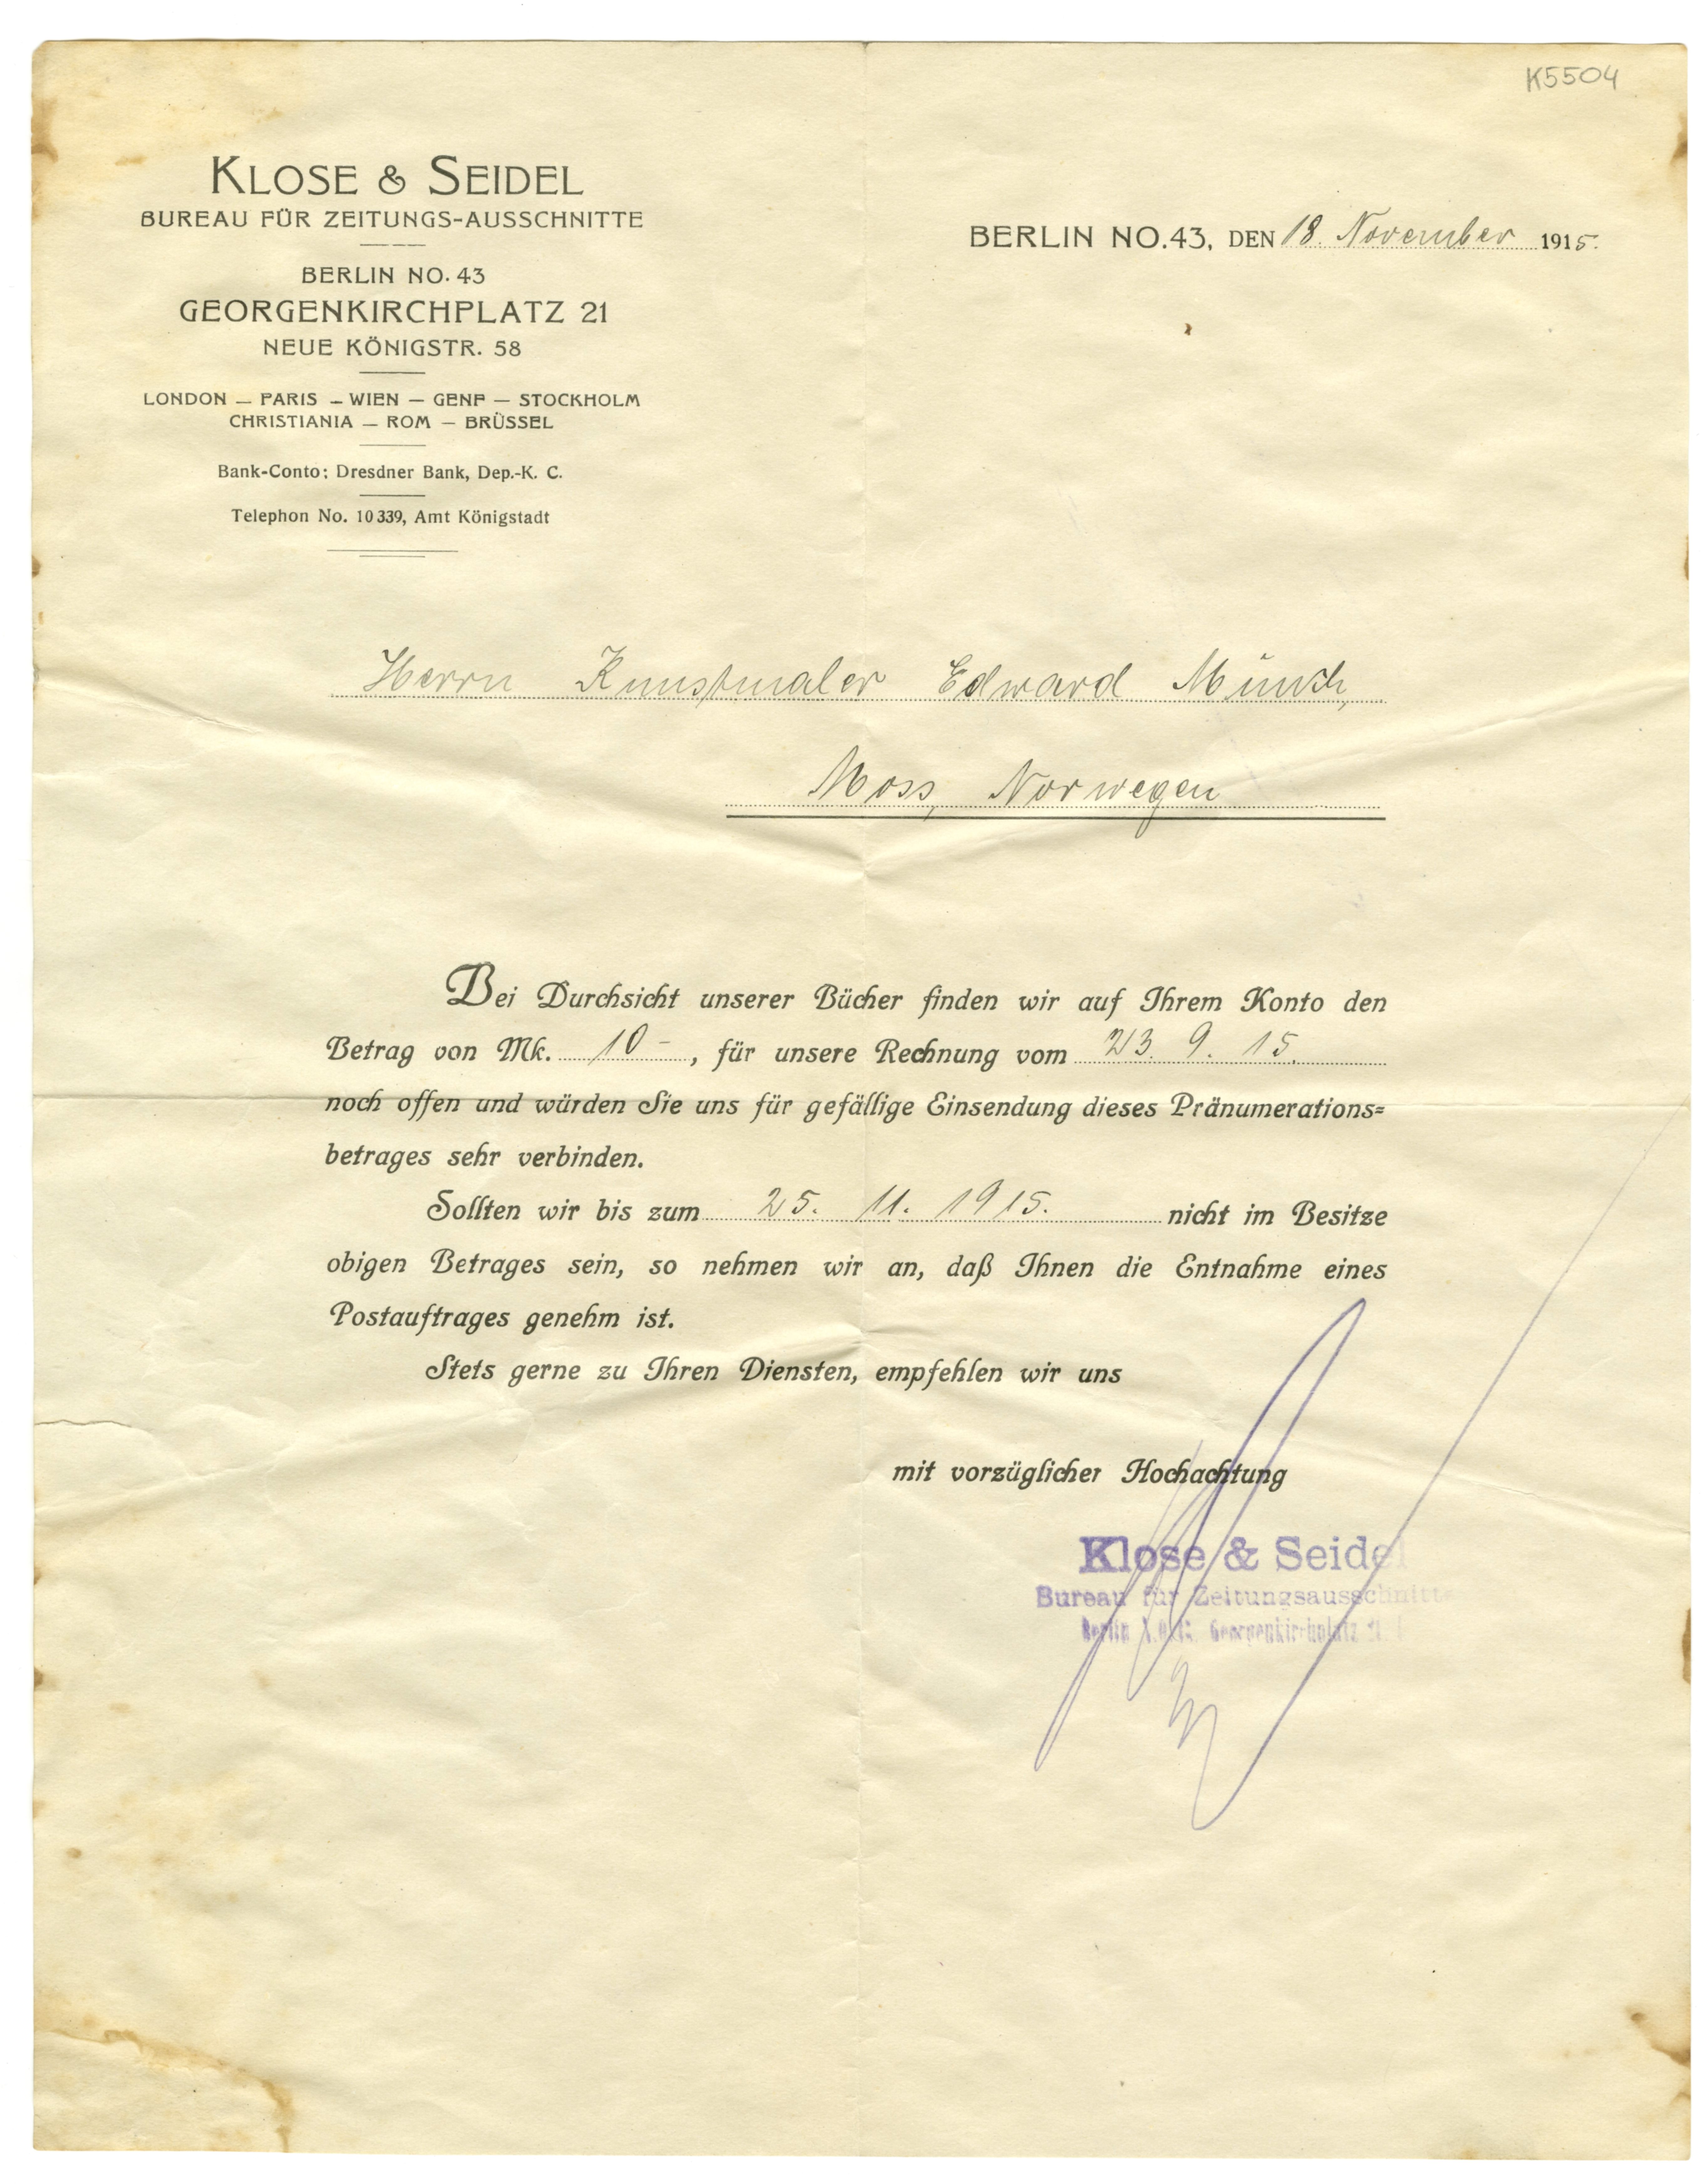 K5504
KLOSE & SEIDEL
BUREAU FÜR ZEITUNGS-AUSSCHNITTE
BERLIN NO. 43
GEORGENKIRCHPLATZ 21
NEUE KÖNIGSTR. 58
LONDON — PARIS — WIEN — GENF — STOCKHOLM
CHRISTIANIA — ROM — BRÜSSEL
Bank-Conto: Dresdner Bank, Dep.-K. C.
Telephon No. 10339, Amt Königstadt
BERLIN NO. 43, DEN 18. November 1915.
Herrn Kunstmaler Edward Münch,
Moss, Norwegen
Bei Durchsicht unserer Bücher finden wir auf Ihrem Konto den
Betrag von Mk. 10 –, für unsere Rechnung vom 23. 9. 15.
noch offen und würden Sie uns für gefällige Einsendung dieses Pränumerations=
betrages sehr verbinden.
Sollten wir bis zum 25. 11. 1915. nicht im Besitze
obigen Betrages sein, so nehmen wir an, daß Ihnen die Entnahme eines
Postauftrages genehm ist.
Stets gerne zu Ihren Diensten, empfehlen wir uns
mit vorzüglicher Hochachtung
Klose & Seidel
Bureau für Zeitungsausschnitte
Berlin N.O.43. Georgenkirchplatz 21